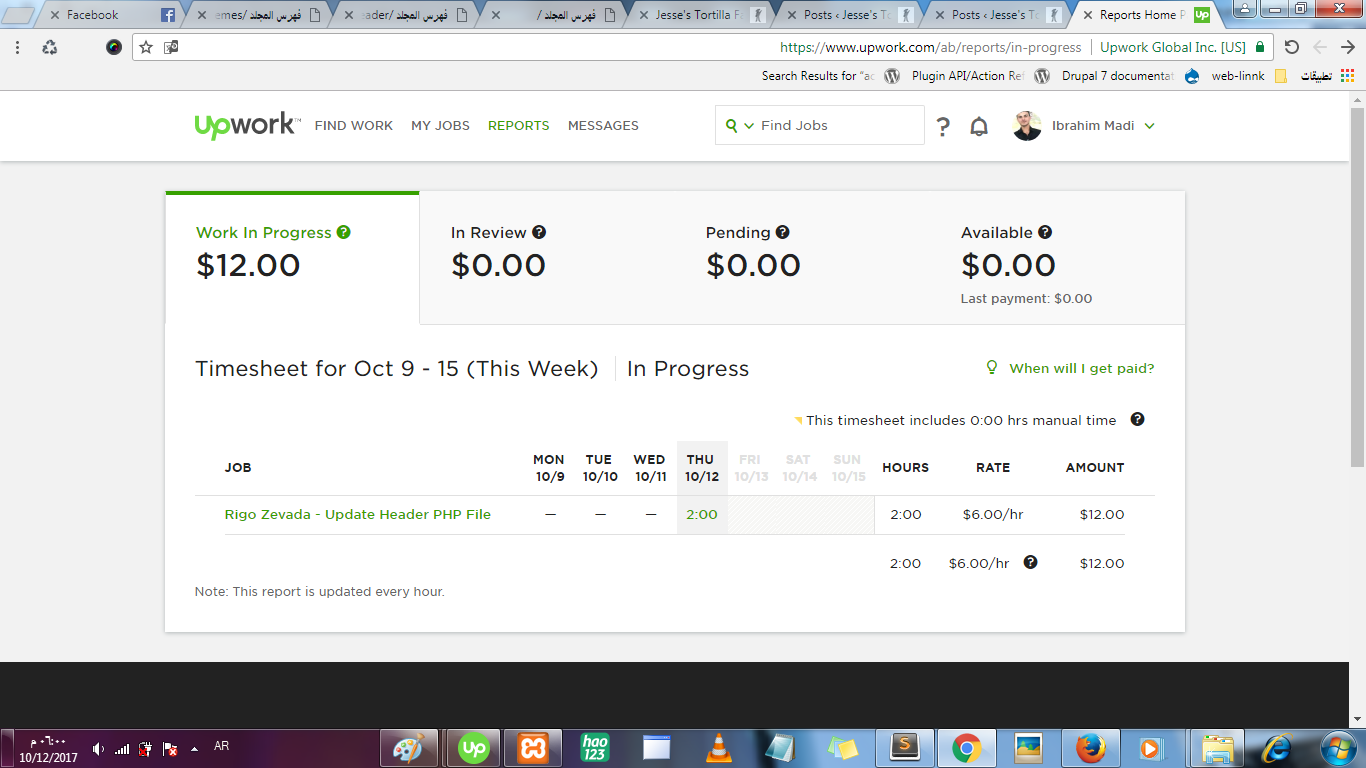 Facebook
فهرس المجلد /emes
فهرس المجلد /eader
فهرس المجلد /
Jesse's Tortilla F
Posts ‹ Jesse's To
Posts ‹ Jesse's To
Reports Home P
Up
https://www.upwork.com/ab/reports/in-progress
Upwork Global Inc. [US]
Search Results for "ac
Plugin API/Action Ref
Drupal 7 documentat
web-linnk
تطبيقات
upwork™
FIND WORK
MY JOBS
REPORTS
MESSAGES
Find Jobs
Ibrahim Madi
Work In Progress
$12.00
In Review
$0.00
Pending
$0.00
Available
$0.00
Last payment: $0.00
Timesheet for Oct 9 - 15 (This Week)
In Progress
When will I get paid?
This timesheet includes 0:00 hrs manual time
JOB MON 10/9 TUE 10/10 WED 10/11 THU 10/12 FRI 10/13 SAT 10/14 SUN 10/15 HOURS RATE AMOUNT
Rigo Zevada - Update Header PHP File — — — 2:00 2:00 $6.00/hr $12.00
2:00 $6.00/hr $12.00
Note: This report is updated every hour.
٠٦:٠٠ م
10/12/2017
AR
Up
hao
123
S